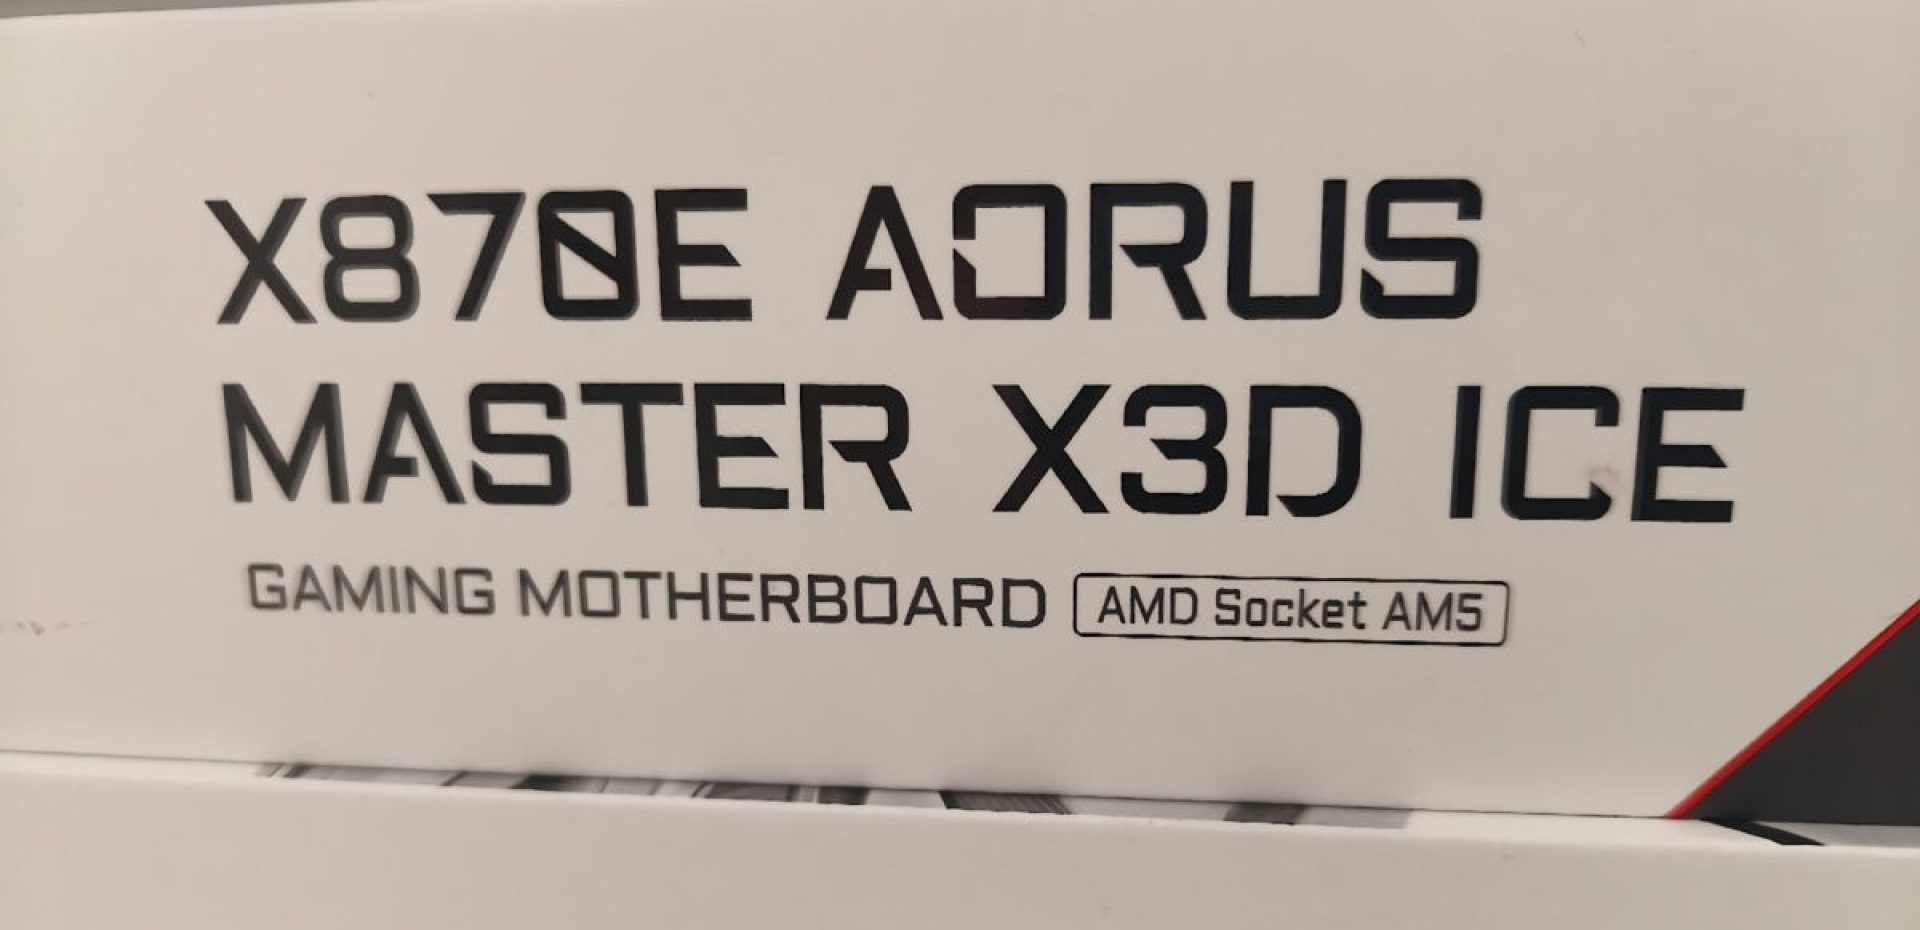 X870E AORUS
MASTER X3D ICE
GAMING MOTHERBOARD AMD Socket AM5